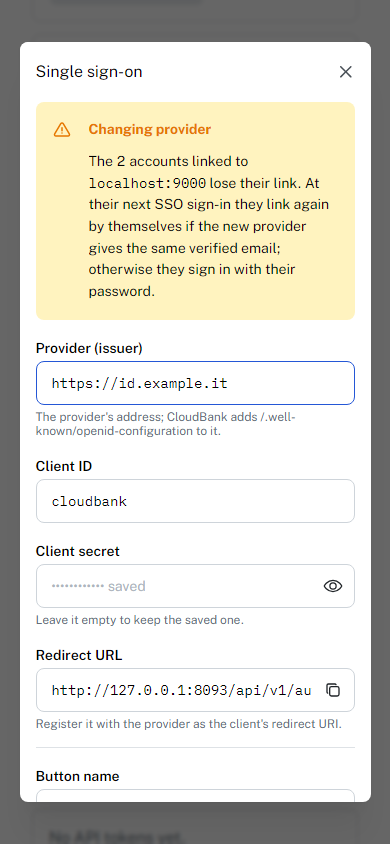 Single sign-on
Changing provider
The 2 accounts linked to
localhost:9000 lose their link. At
their next SSO sign-in they link again
by themselves if the new provider
gives the same verified email;
otherwise they sign in with their
password.
Provider (issuer)
https://id.example.it
The provider's address; CloudBank adds /.well-
known/openid-configuration to it.
Client ID
cloudbank
Client secret
•••••••••••• saved
Leave it empty to keep the saved one.
Redirect URL
http://127.0.0.1:8093/api/v1/au
Register it with the provider as the client's redirect URI.
Button name
No API tokens yet.